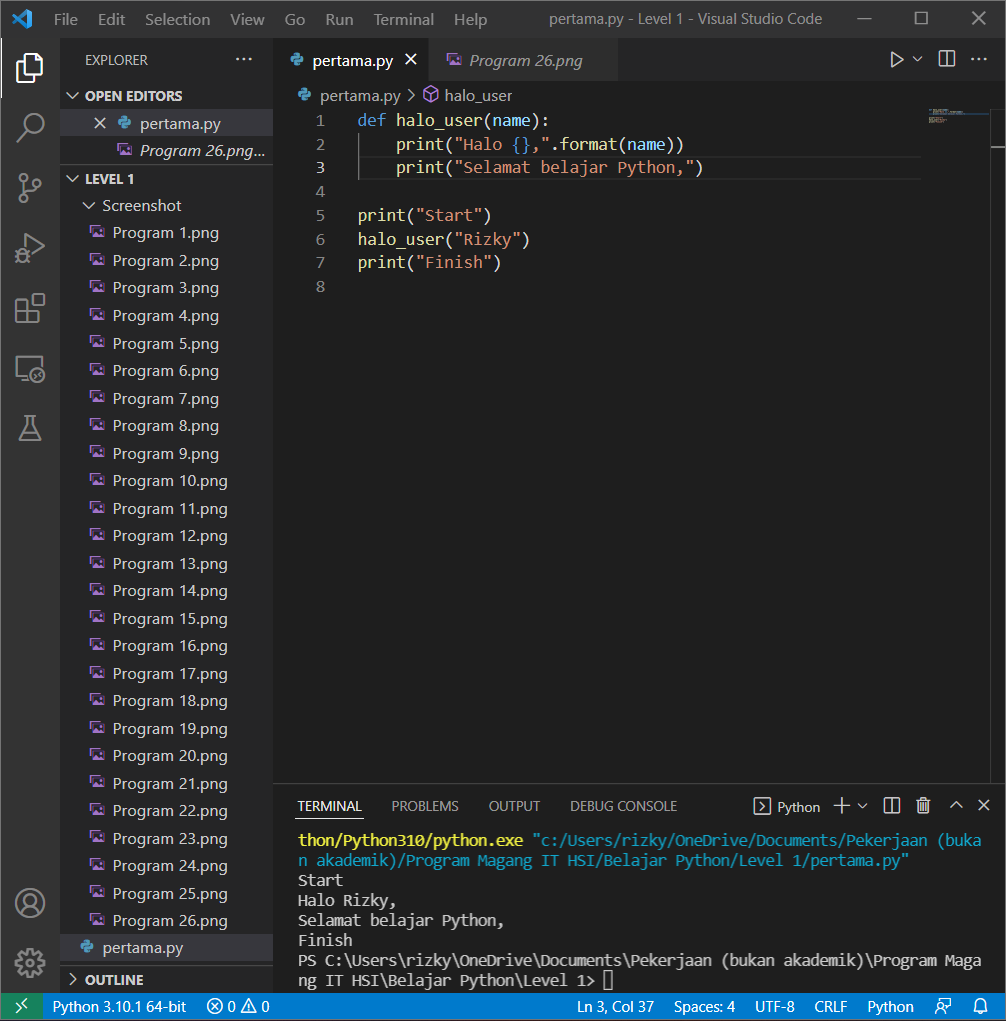 File Edit Selection View Go Run Terminal Help pertama.py - Level 1 - Visual Studio Code
EXPLORER
OPEN EDITORS
pertama.py
Program 26.png...
LEVEL 1
Screenshot
Program 1.png
Program 2.png
Program 3.png
Program 4.png
Program 5.png
Program 6.png
Program 7.png
Program 8.png
Program 9.png
Program 10.png
Program 11.png
Program 12.png
Program 13.png
Program 14.png
Program 15.png
Program 16.png
Program 17.png
Program 18.png
Program 19.png
Program 20.png
Program 21.png
Program 22.png
Program 23.png
Program 24.png
Program 25.png
Program 26.png
pertama.py
OUTLINE
pertama.py Program 26.png
pertama.py > halo_user
1 def halo_user(name):
2 print("Halo {},".format(name))
3 print("Selamat belajar Python,")
4
5 print("Start")
6 halo_user("Rizky")
7 print("Finish")
8
TERMINAL PROBLEMS OUTPUT DEBUG CONSOLE Python
thon/Python310/python.exe "c:/Users/rizky/OneDrive/Documents/Pekerjaan (buka
n akademik)/Program Magang IT HSI/Belajar Python/Level 1/pertama.py"
Start
Halo Rizky,
Selamat belajar Python,
Finish
PS C:\Users\rizky\OneDrive\Documents\Pekerjaan (bukan akademik)\Program Maga
ng IT HSI\Belajar Python\Level 1>
Python 3.10.1 64-bit 0 0 Ln 3, Col 37 Spaces: 4 UTF-8 CRLF Python